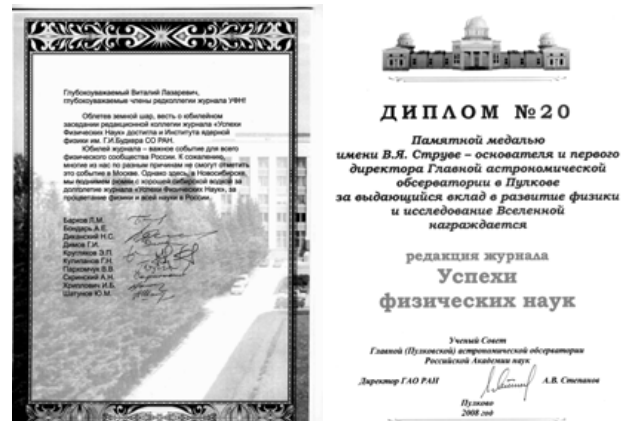 Глубокоуважаемый Виталий Лазаревич,
глубокоуважаемые члены редколлегии журнала УФН!
Облетев земной шар, весть о юбилейном
заседании редакционной коллегии журнала «Успехи
Физических Наук» достигла и Института ядерной
физики им. Г.И.Будкера СО РАН.
Юбилей журнала – важное событие для всего
физического сообщества России. К сожалению,
многие из нас по разным причинам не смогут отметить
это событие в Москве. Однако здесь, в Новосибирске,
мы поднимем рюмки с хорошей сибирской водкой за
долголетие журнала «Успехи Физических Наук», за
процветание физики и всей науки в России.
Барков Л.М.
Бондарь А.Е.
Диканский Н.С.
Димов Г.И.
Кругляков Э.П.
Кулипанов Г.Н.
Пархомчук В.В.
Скринский А.Н.
Хриплович И.Б.
Шатунов Ю.М.
ДИПЛОМ №20
Памятной медалью
имени В.Я. Струве – основателя и первого
директора Главной астрономической
обсерватории в Пулкове
за выдающийся вклад в развитие физики
и исследование Вселенной
награждается
редакция журнала
Успехи
физических наук
Ученый Совет
Главной (Пулковской) астрономической обсерватории
Российской Академии наук
Директор ГАО РАН А.В. Степанов
Пулково
2008 год